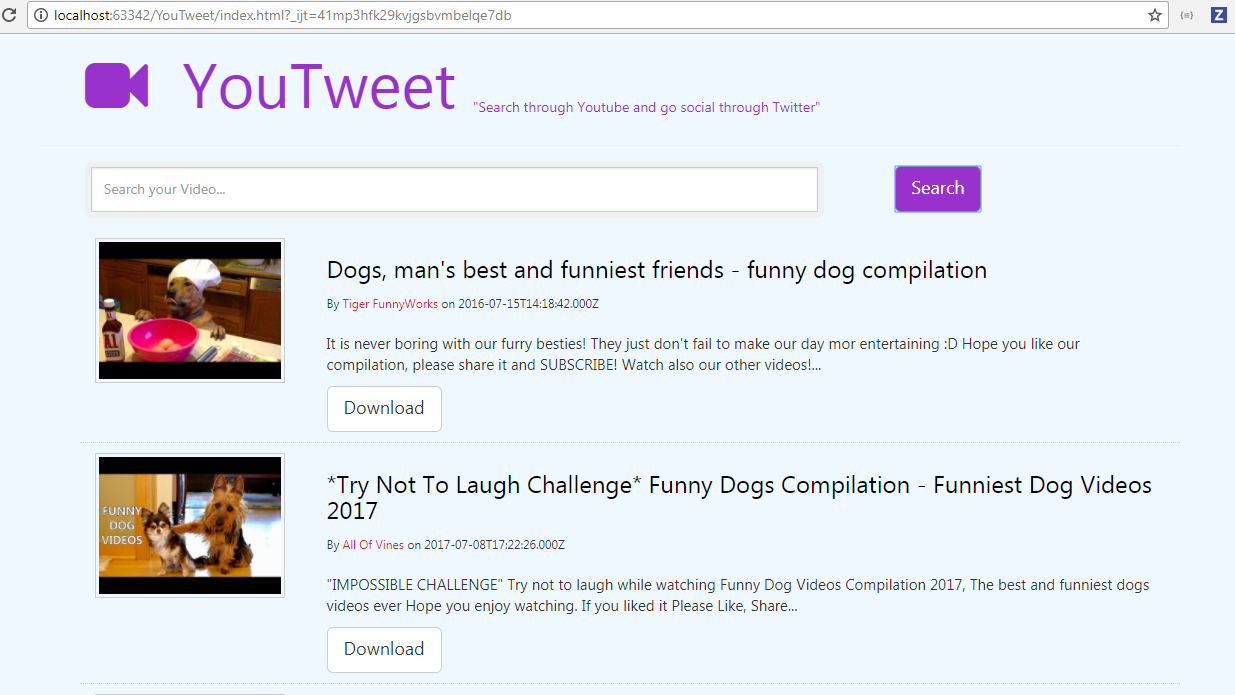 localhost:63342/YouTweet/index.html?_ijt=41mp3hfk29kvjgsbvmbelqe7db
YouTweet "Search through Youtube and go social through Twitter"
Search your Video...
Search
Dogs, man's best and funniest friends - funny dog compilation
By Tiger FunnyWorks on 2016-07-15T14:18:42.000Z
It is never boring with our furry besties! They just don't fail to make our day mor entertaining :D Hope you like our
compilation, please share it and SUBSCRIBE! Watch also our other videos!...
Download
FUNNY
DOG
VIDEOS
*Try Not To Laugh Challenge* Funny Dogs Compilation - Funniest Dog Videos
2017
By All Of Vines on 2017-07-08T17:22:26.000Z
"IMPOSSIBLE CHALLENGE" Try not to laugh while watching Funny Dog Videos Compilation 2017, The best and funniest dogs
videos ever Hope you enjoy watching. If you liked it Please Like, Share...
Download